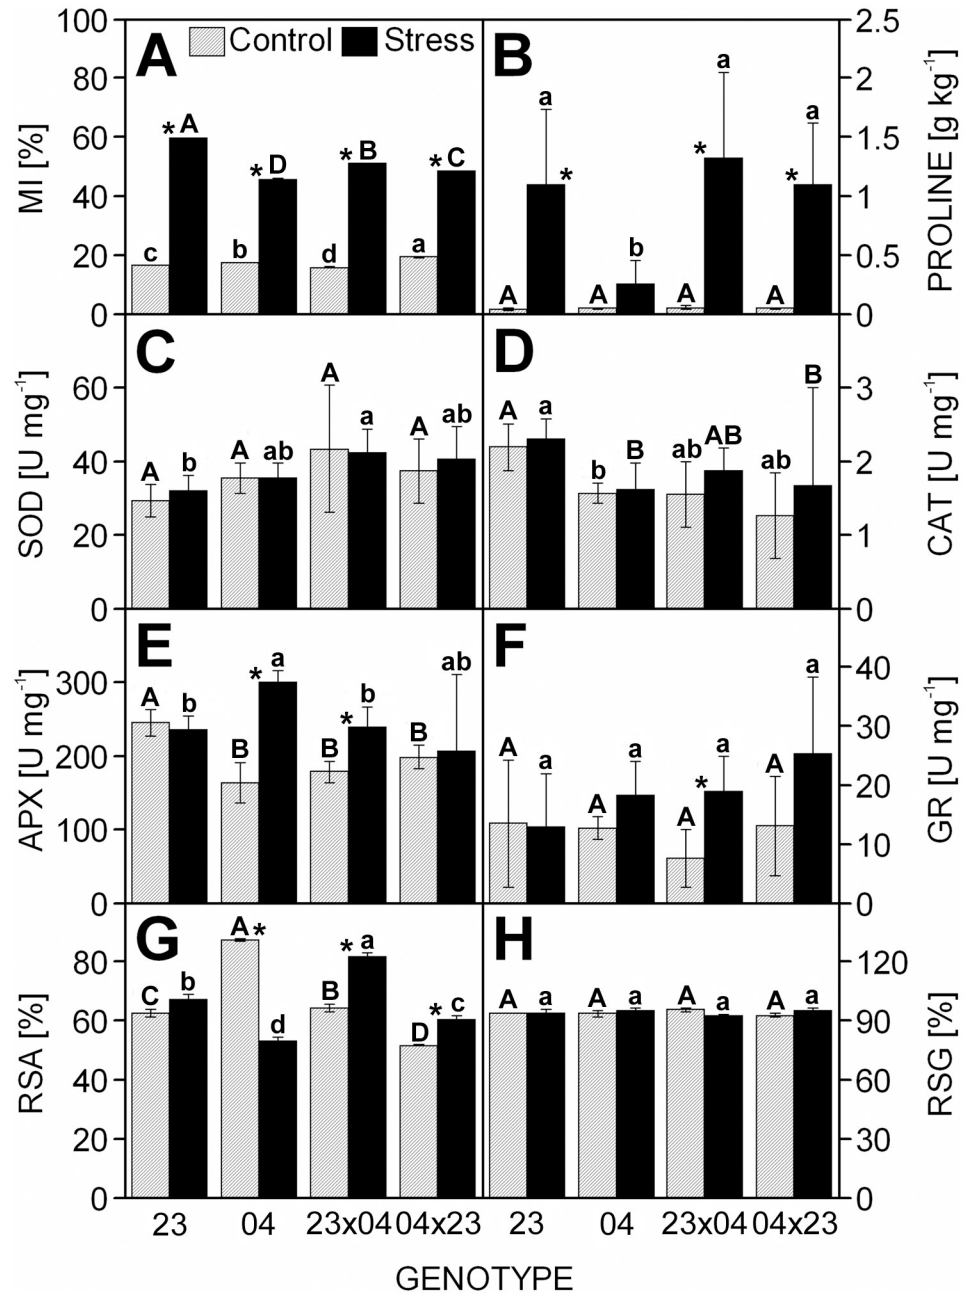 100
A
Control
Stress
B
2.5
80
2
60
1.5
40
1
20
0.5
0
0
MI [%]
PROLINE [g kg⁻¹]
* A
* D
* B
* C
c
b
d
a
a
*
b
* a
* a
A
A
A
A
C
D
60
3
40
2
20
1
0
0
SOD [U mg⁻¹]
CAT [U mg⁻¹]
A
b
A
ab
A
a
A
ab
A
a
b
B
ab
AB
ab
B
E
F
300
40
200
30
100
20
0
10
0
APX [U mg⁻¹]
GR [U mg⁻¹]
A
b
B
* a
B
* b
B
ab
A
a
A
a
A
* a
A
a
G
H
80
120
60
90
40
60
20
30
0
0
RSA [%]
RSG [%]
C
b
A *
d
B
* a
D
* c
A
a
A
a
A
a
A
a
23
04
23x04
04x23
23
04
23x04
04x23
GENOTYPE